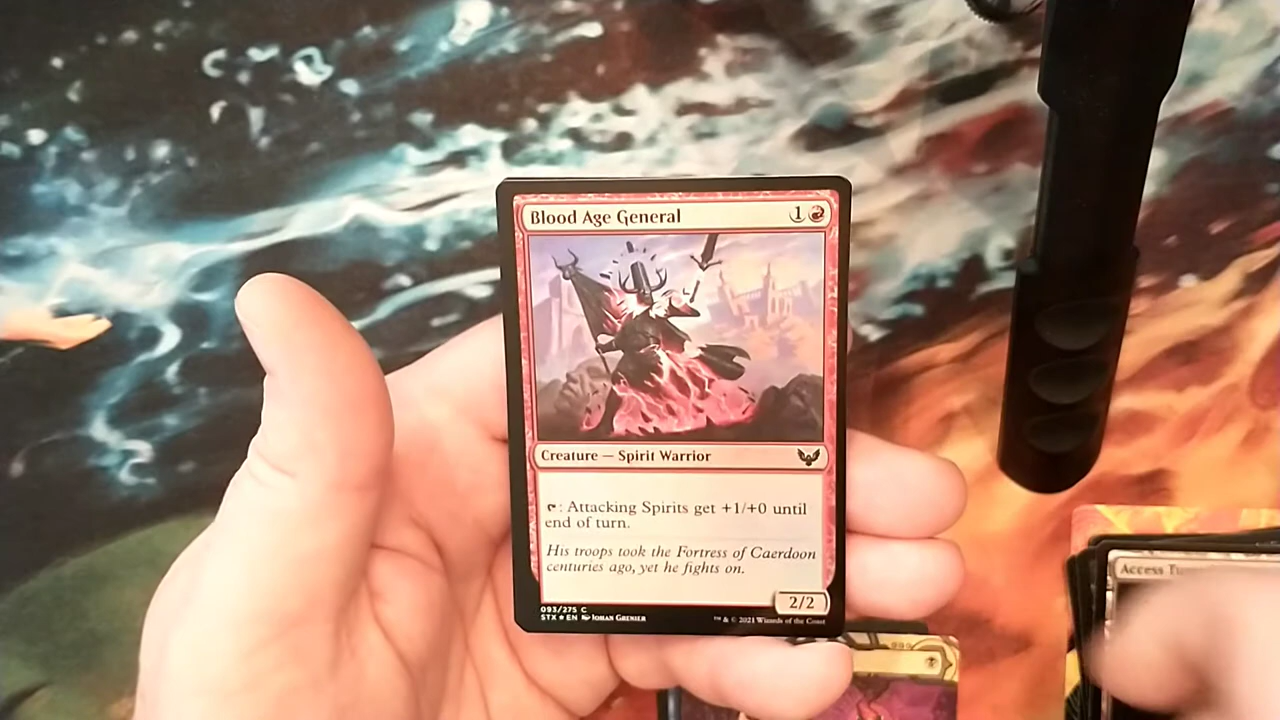 Blood Age General 1
Creature — Spirit Warrior
: Attacking Spirits get +1/+0 until
end of turn.
His troops took the Fortress of Caerdoon
centuries ago, yet he fights on.
2/2
093/275 C
STX ★ EN Johan Grenier
™ & © 2021 Wizards of the Coast
Access